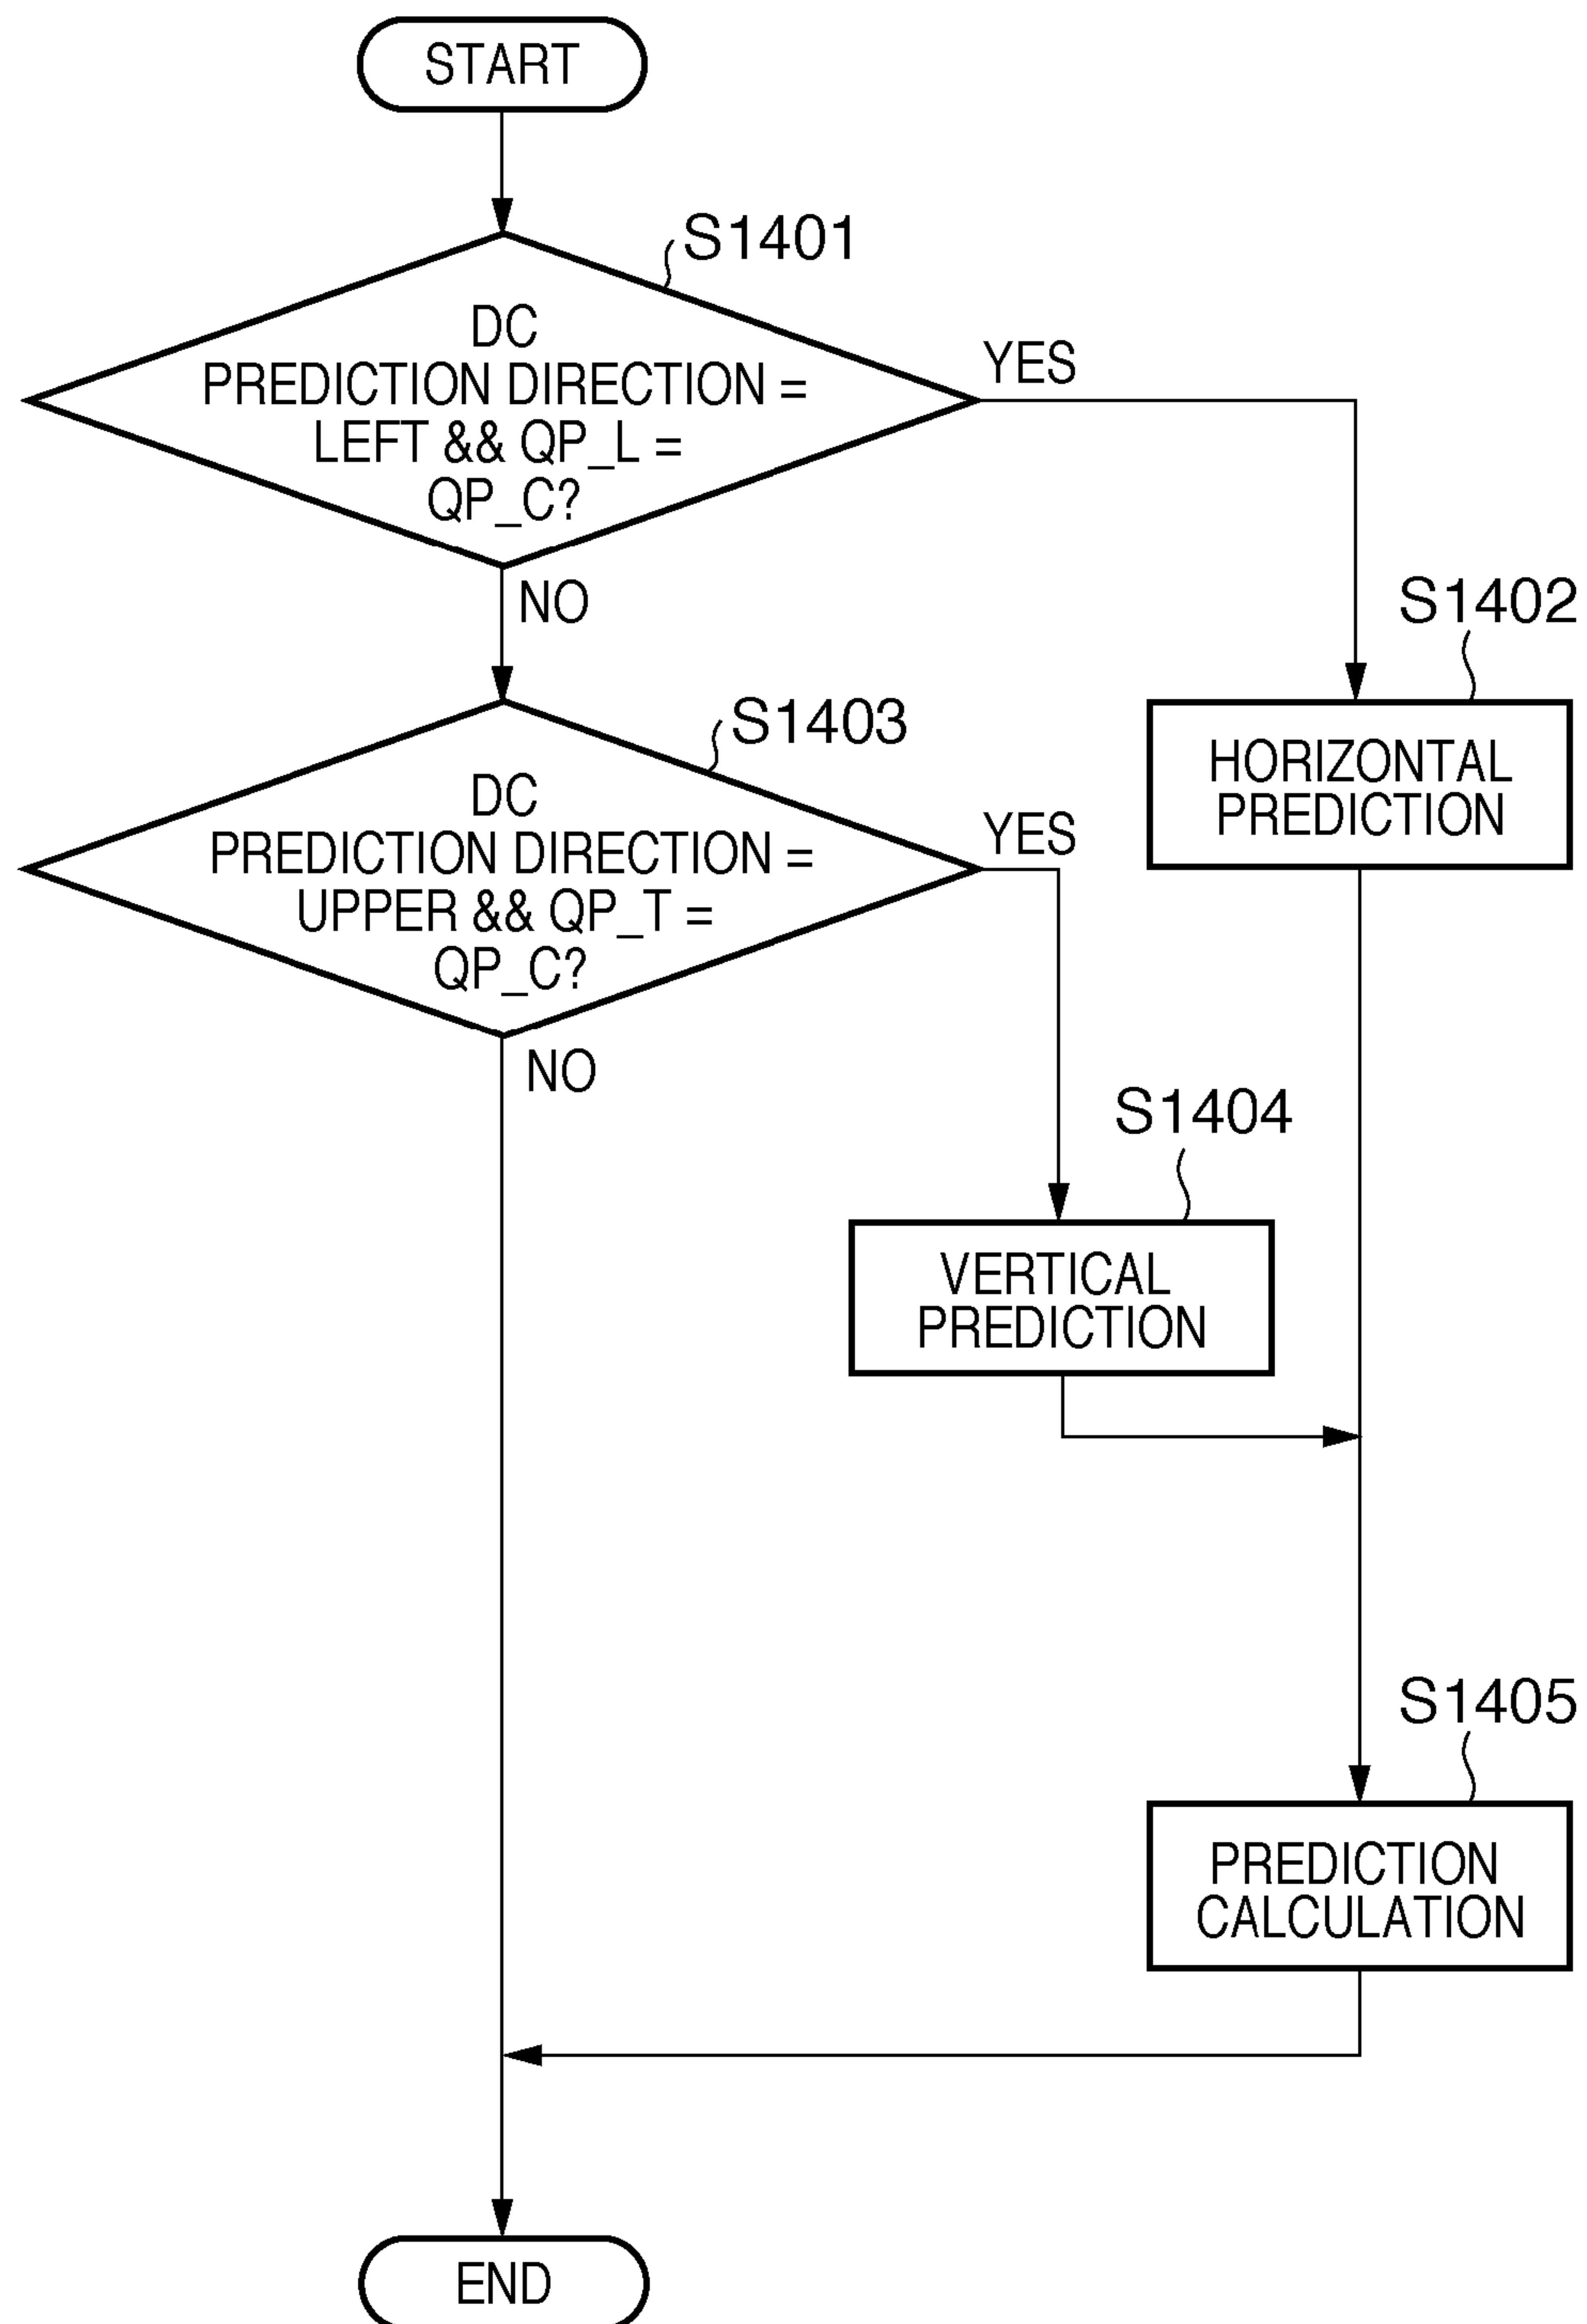 START
S1401
DC
PREDICTION DIRECTION =
LEFT && QP_L =
QP_C?
YES
NO
S1402
HORIZONTAL
PREDICTION
S1403
DC
PREDICTION DIRECTION =
UPPER && QP_T =
QP_C?
YES
NO
S1404
VERTICAL
PREDICTION
S1405
PREDICTION
CALCULATION
END